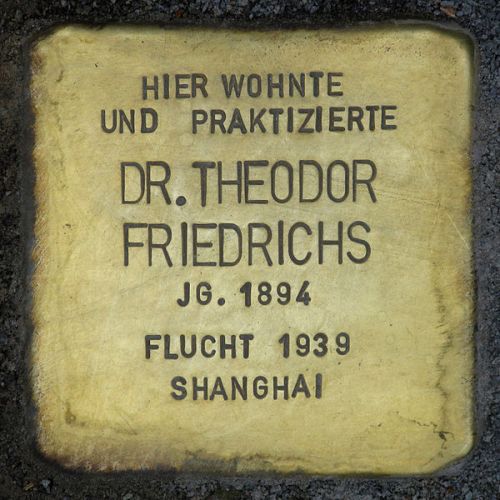 HIER WOHNTE
UND PRAKTIZIERTE
DR. THEODOR
FRIEDRICHS
JG. 1894
FLUCHT 1939
SHANGHAI